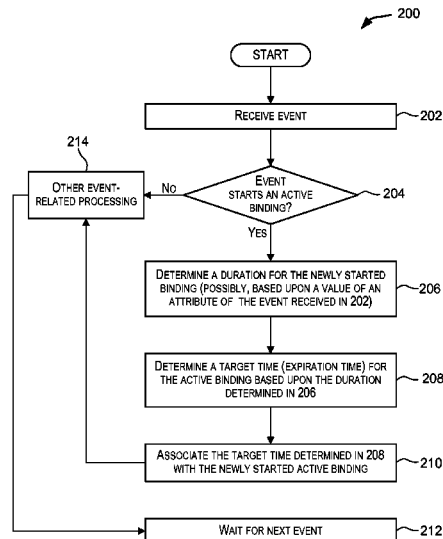 200
START
RECEIVE EVENT
202
214
OTHER EVENT-
RELATED PROCESSING
NO
EVENT
STARTS AN ACTIVE
BINDING?
204
YES
DETERMINE A DURATION FOR THE NEWLY STARTED
BINDING (POSSIBLY, BASED UPON A VALUE OF AN
ATTRIBUTE OF THE EVENT RECEIVED IN 202)
206
DETERMINE A TARGET TIME (EXPIRATION TIME) FOR
THE ACTIVE BINDING BASED UPON THE DURATION
DETERMINED IN 206
208
ASSOCIATE THE TARGET TIME DETERMINED IN 208
WITH THE NEWLY STARTED ACTIVE BINDING
210
WAIT FOR NEXT EVENT
212